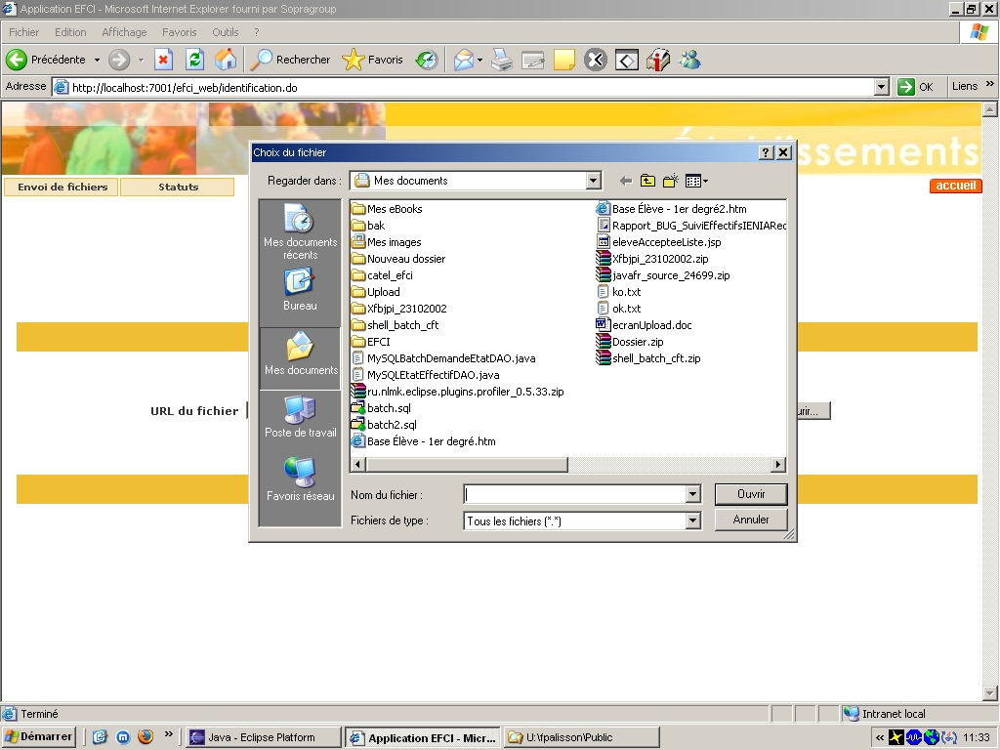 Application EFCI - Microsoft Internet Explorer fourni par Sopragroup
Fichier Edition Affichage Favoris Outils ?
Précédente Rechercher Favoris
Adresse http://localhost:7001/efci_web/identification.do OK Liens »
Établissements
Envoi de fichiers Statuts accueil
Choix du fichier
Regarder dans : Mes documents
Mes documents récents
Bureau
Mes documents
Poste de travail
Favoris réseau
Mes eBooks
bak
Mes images
Nouveau dossier
catel_efci
Upload
Xfbjpi_23102002
shell_batch_cft
EFCI
MySQLBatchDemandeEtatDAO.java
MySQLEtatEffectifDAO.java
ru.nlmk.eclipse.plugins.profiler_0.5.33.zip
batch.sql
batch2.sql
Base Élève - 1er degré.htm
Base Élève - 1er degré2.htm
Rapport_BUG_SuiviEffectifsIENIARec
eleveAccepteeListe.jsp
Xfbjpi_23102002.zip
javafr_source_24699.zip
ko.txt
ok.txt
ecranUpload.doc
Dossier.zip
shell_batch_cft.zip
Nom du fichier : Ouvrir
Fichiers de type : Tous les fichiers (*.*) Annuler
URL du fichier urir...
Terminé Intranet local
Démarrer » Java - Eclipse Platform Application EFCI - Micr... U:\fpalisson\Public « 11:33